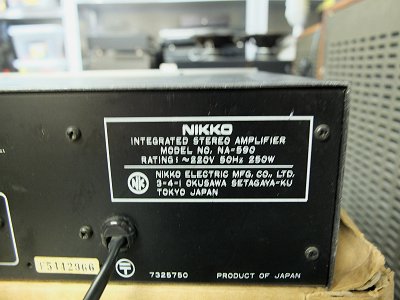 NIKKO
INTEGRATED STEREO AMPLIFIER
MODEL NO. NA-590
RATING: ~220V 50Hz 250W
NIKKO ELECTRIC MFG. CO., LTD.
3-4-1 OKUSAWA SETAGAYA-KU
TOKYO JAPAN
7325750 PRODUCT OF JAPAN